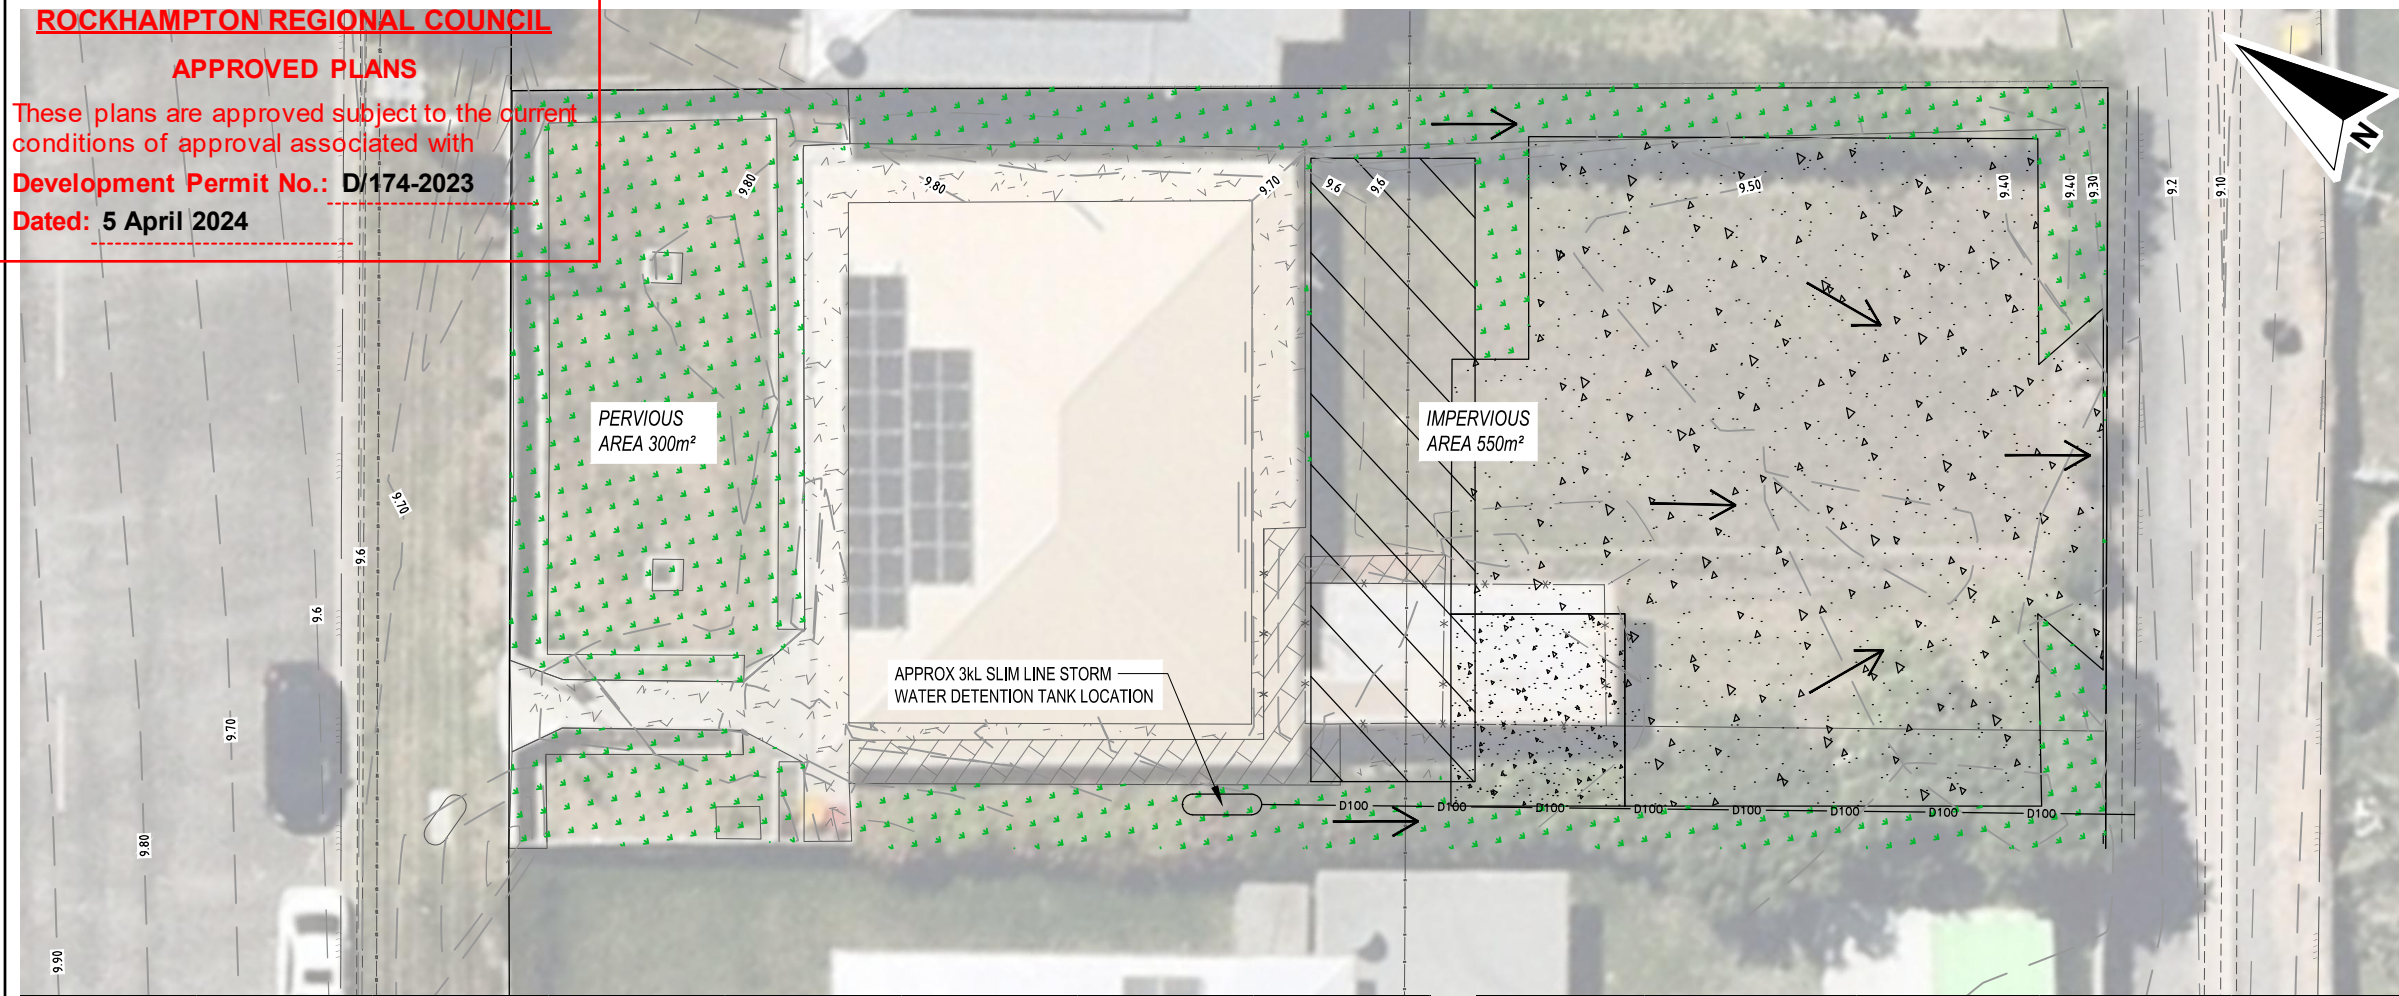 ROCKHAMPTON REGIONAL COUNCIL
APPROVED PLANS
These plans are approved subject to the current
conditions of approval associated with
Development Permit No.: D/174-2023
Dated: 5 April 2024
9.80
9.80
9.70
9.6
9.6
9.50
9.40
9.40
9.30
9.2
9.10
N
PERVIOUS
AREA 300m²
IMPERVIOUS
AREA 550m²
9.70
9.6
9.6
9.70
9.80
9.90
APPROX 3kL SLIM LINE STORM
WATER DETENTION TANK LOCATION
D100 D100 D100 D100 D100 D100 D100 D100